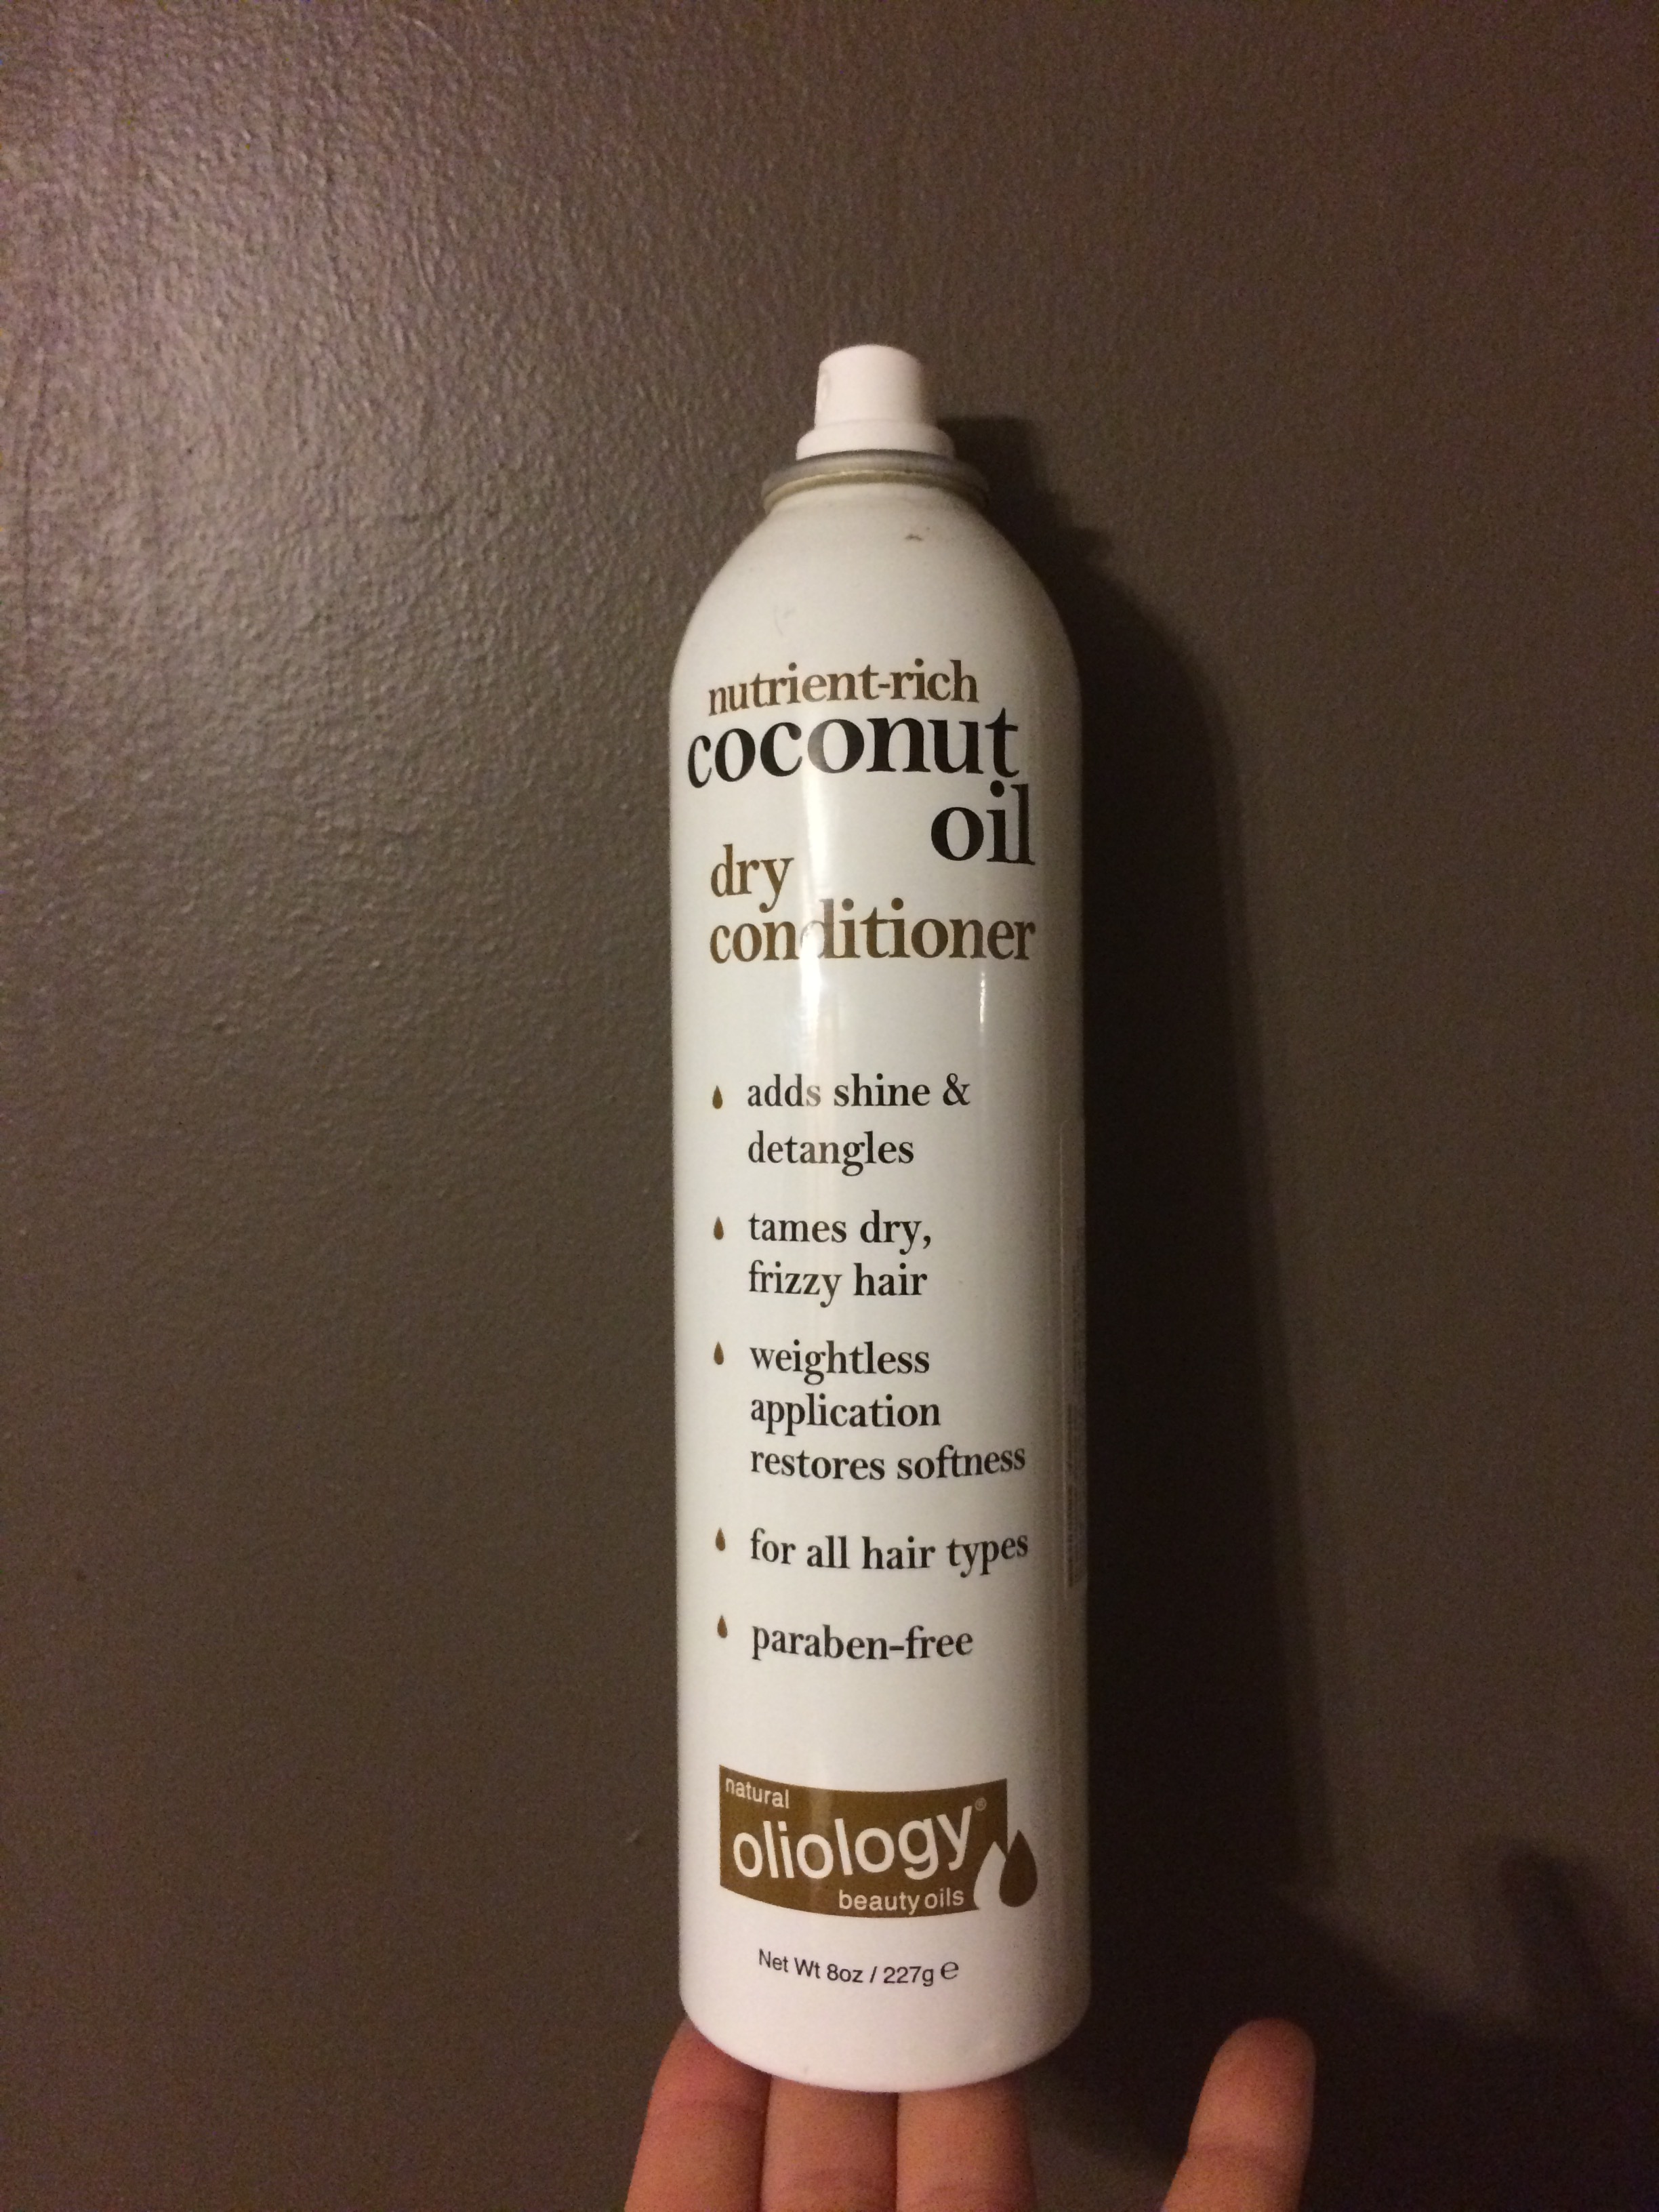 nutrient-rich
coconut
oil
dry
conditioner
adds shine &
detangles
tames dry,
frizzy hair
weightless
application
restores softness
for all hair types
paraben-free
natural
oliology®
beauty oils
Net Wt 8oz / 227g ℮